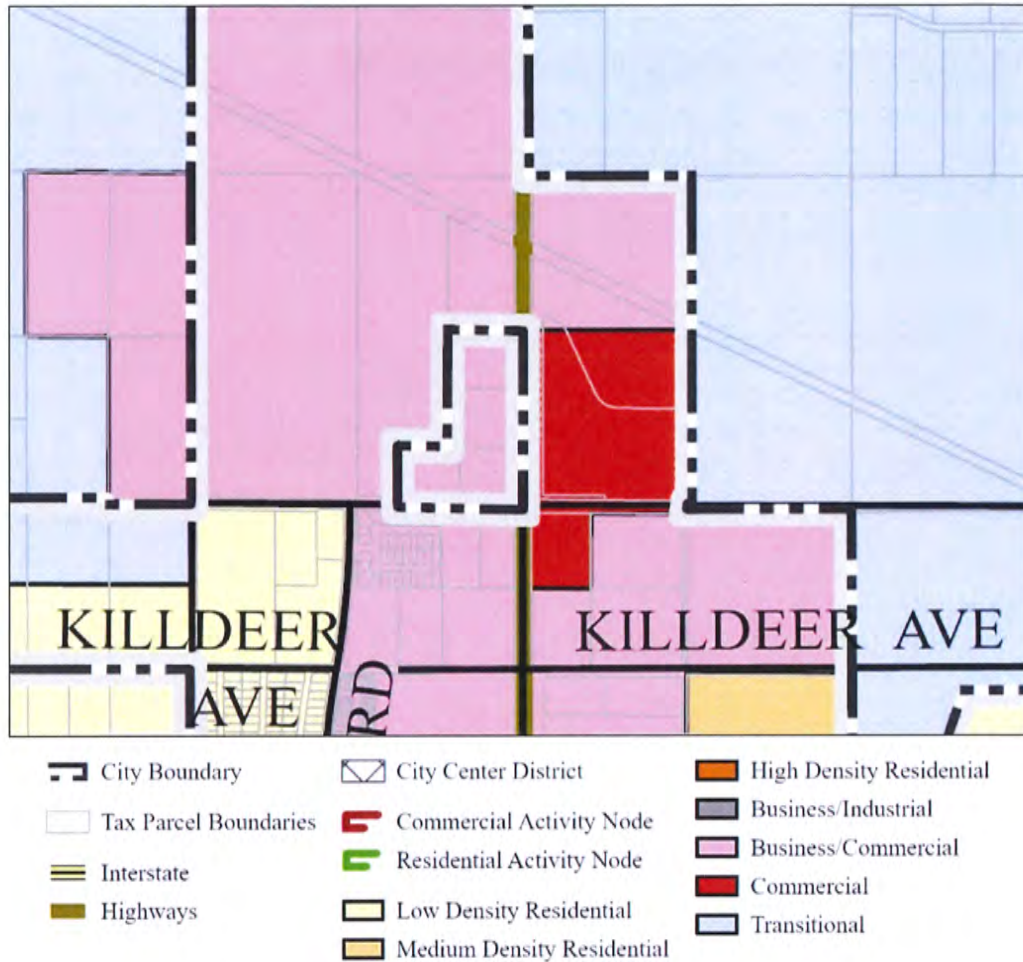 KILLDEER
KILLDEER AVE
AVE
RD
City Boundary
Tax Parcel Boundaries
Interstate
Highways
City Center District
Commercial Activity Node
Residential Activity Node
Low Density Residential
Medium Density Residential
High Density Residential
Business/Industrial
Business/Commercial
Commercial
Transitional